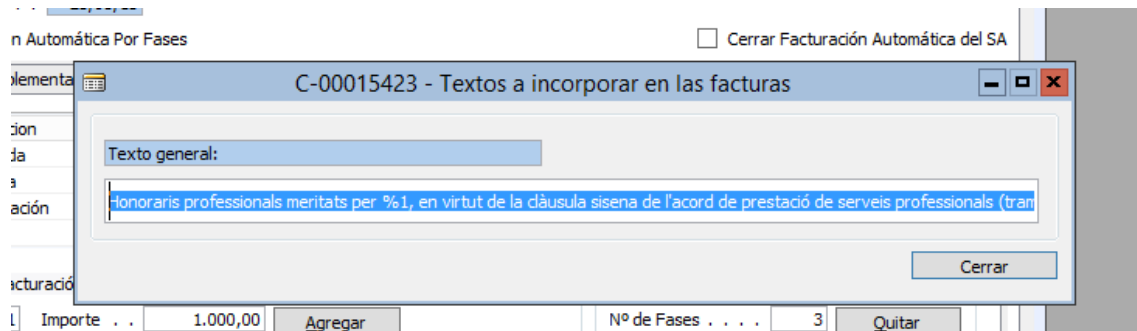 n Automática Por Fases
Cerrar Facturación Automática del SA
plementa
C-00015423 - Textos a incorporar en las facturas
cion
da
a
ación
Texto general:
Honoraris professionals meritats per %1, en virtut de la clàusula sisena de l'acord de prestació de serveis professionals (tram
Cerrar
acturació
1 Importe . . 1.000,00 Agregar Nº de Fases . . . . 3 Quitar